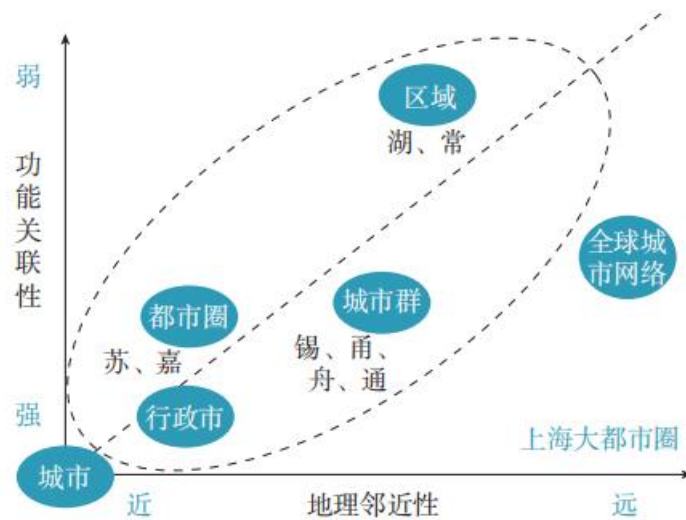 弱
功能关联性
强
区域
湖、常
全球城
市网络
都市圈
苏、嘉
城市群
锡、甬、
舟、通
行政市
城市
上海大都市圈
近
地理邻近性
远